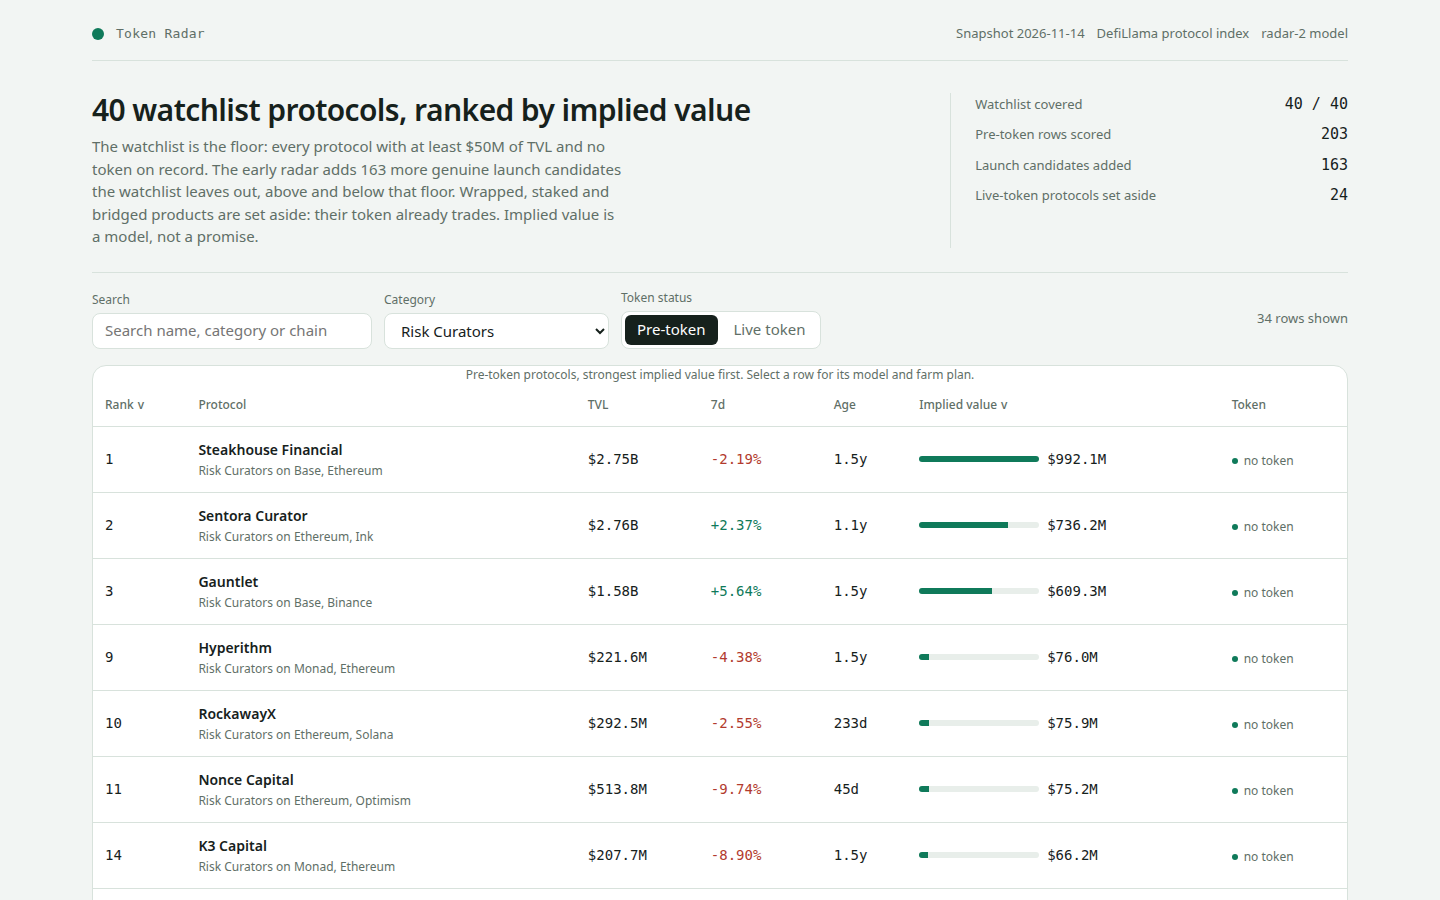 Token Radar
Snapshot 2026-11-14 DefiLlama protocol index radar-2 model
40 watchlist protocols, ranked by implied value
The watchlist is the floor: every protocol with at least $50M of TVL and no
token on record. The early radar adds 163 more genuine launch candidates
the watchlist leaves out, above and below that floor. Wrapped, staked and
bridged products are set aside: their token already trades. Implied value is
a model, not a promise.
Watchlist covered 40 / 40
Pre-token rows scored 203
Launch candidates added 163
Live-token protocols set aside 24
Search Category Token status
Search name, category or chain Risk Curators Pre-token Live token 34 rows shown
Pre-token protocols, strongest implied value first. Select a row for its model and farm plan.
Rank v Protocol TVL 7d Age Implied value v Token
1 Steakhouse Financial $2.75B -2.19% 1.5y $992.1M no token
Risk Curators on Base, Ethereum
2 Sentora Curator $2.76B +2.37% 1.1y $736.2M no token
Risk Curators on Ethereum, Ink
3 Gauntlet $1.58B +5.64% 1.5y $609.3M no token
Risk Curators on Base, Binance
9 Hyperithm $221.6M -4.38% 1.5y $76.0M no token
Risk Curators on Monad, Ethereum
10 RockawayX $292.5M -2.55% 233d $75.9M no token
Risk Curators on Ethereum, Solana
11 Nonce Capital $513.8M -9.74% 45d $75.2M no token
Risk Curators on Ethereum, Optimism
14 K3 Capital $207.7M -8.90% 1.5y $66.2M no token
Risk Curators on Monad, Ethereum